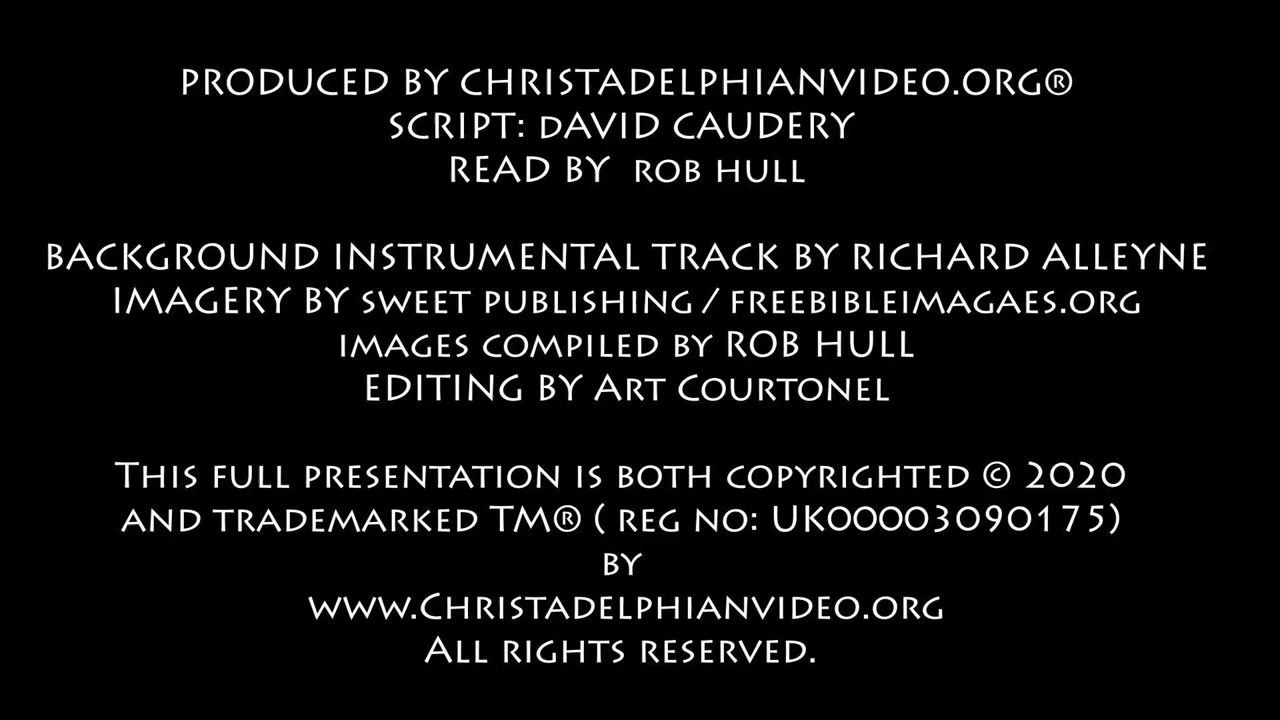 PRODUCED BY CHRISTADELPHIANVIDEO.ORG®
SCRIPT: DAVID CAUDERY
READ BY ROB HULL
BACKGROUND INSTRUMENTAL TRACK BY RICHARD ALLEYNE
IMAGERY BY SWEET PUBLISHING / FREEBIBLEIMAGAES.ORG
IMAGES COMPILED BY ROB HULL
EDITING BY ART COURTONEL
THIS FULL PRESENTATION IS BOTH COPYRIGHTED © 2020
AND TRADEMARKED TM® ( REG NO: UK00003090175)
BY
WWW.CHRISTADELPHIANVIDEO.ORG
ALL RIGHTS RESERVED.